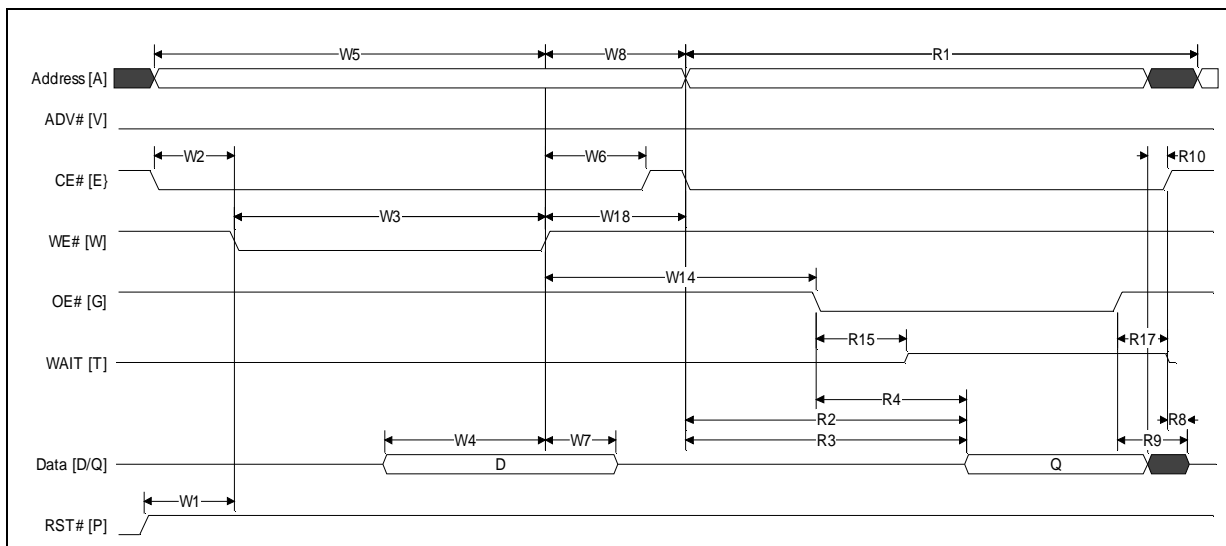 W5 W8 R1
Address [A]
ADV# [V]
W2 W6 R10
CE# [E}
W3 W18
WE# [W]
W14
OE# [G]
R15 R17
WAIT [T]
R4
R2 R8
R3 R9
W4 W7
Data [D/Q] D Q
W1
RST# [P]